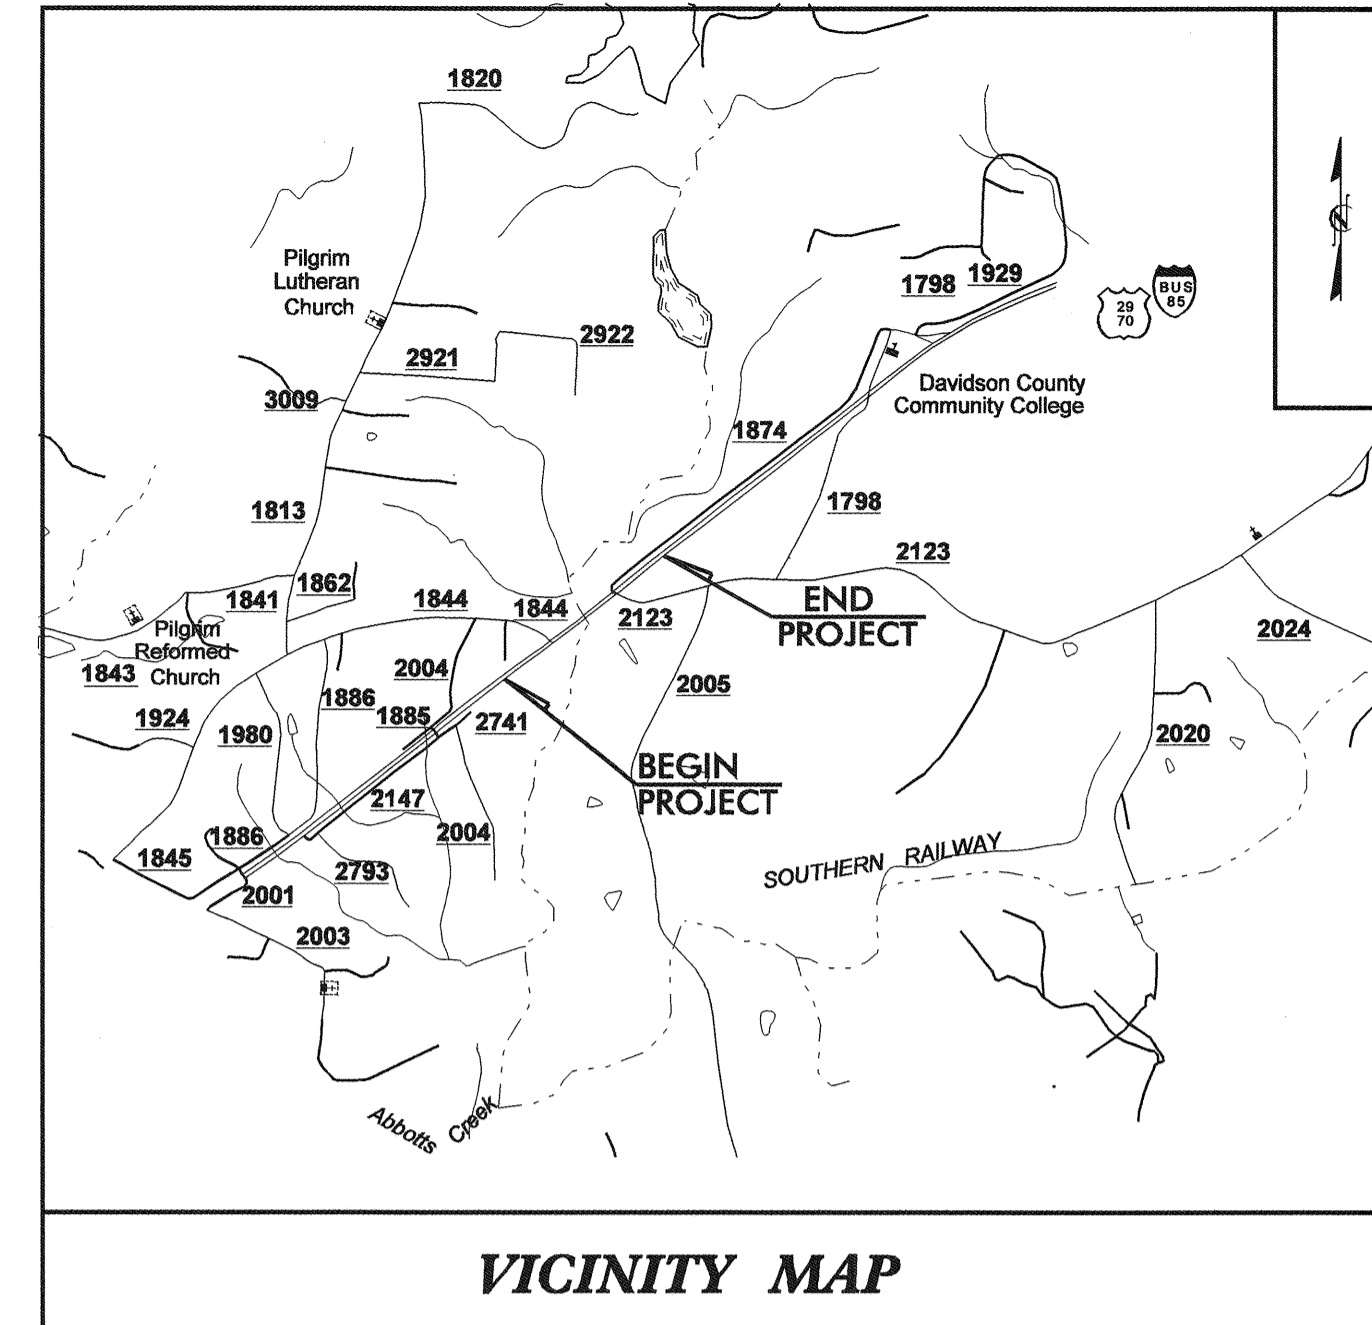 1820
Pilgrim
Lutheran
Church
1798
1929
29
70
BUS
85
2922
2921
3009
Davidson County
Community College
1874
1813
1798
2123
1862
1841
1844
1844
2123
END
PROJECT
2024
Pilgrim
Reformed
Church
1843
2004
2005
1886
1885
2741
1924
1980
2020
BEGIN
PROJECT
2147
2004
1886
1845
2793
2001
SOUTHERN RAILWAY
2003
Abbotts Creek
N
VICINITY MAP